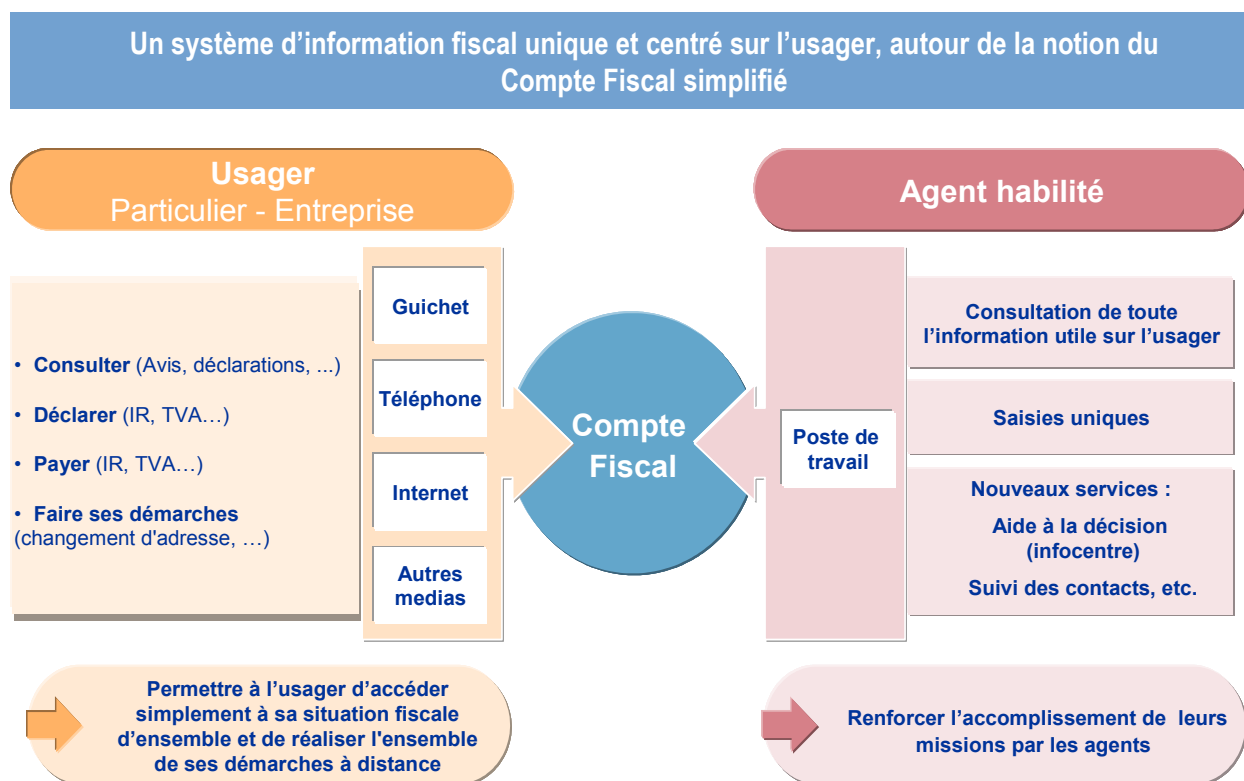 Un système d’information fiscal unique et centré sur l’usager, autour de la notion du
Compte Fiscal simplifié
Usager
Particulier - Entreprise
• Consulter (Avis, déclarations, ...)
• Déclarer (IR, TVA…)
• Payer (IR, TVA…)
• Faire ses démarches
(changement d'adresse, …)
Guichet
Téléphone
Internet
Autres
medias
Compte
Fiscal
Agent habilité
Poste de
travail
Consultation de toute
l’information utile sur l’usager
Saisies uniques
Nouveaux services :
Aide à la décision
(infocentre)
Suivi des contacts, etc.
Permettre à l’usager d’accéder
simplement à sa situation fiscale
d’ensemble et de réaliser l'ensemble
de ses démarches à distance
Renforcer l’accomplissement de leurs
missions par les agents